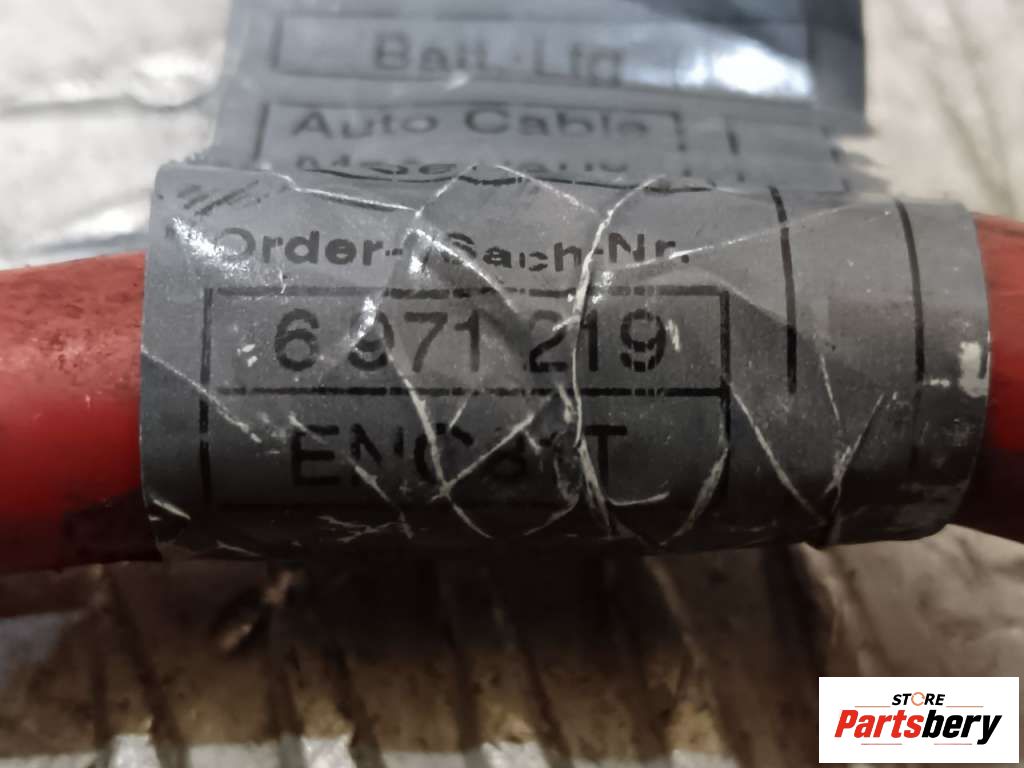 Batt.-Ltg
Auto Cable
Order-/Sach-Nr.
6 971 219
STORE
Partsbery